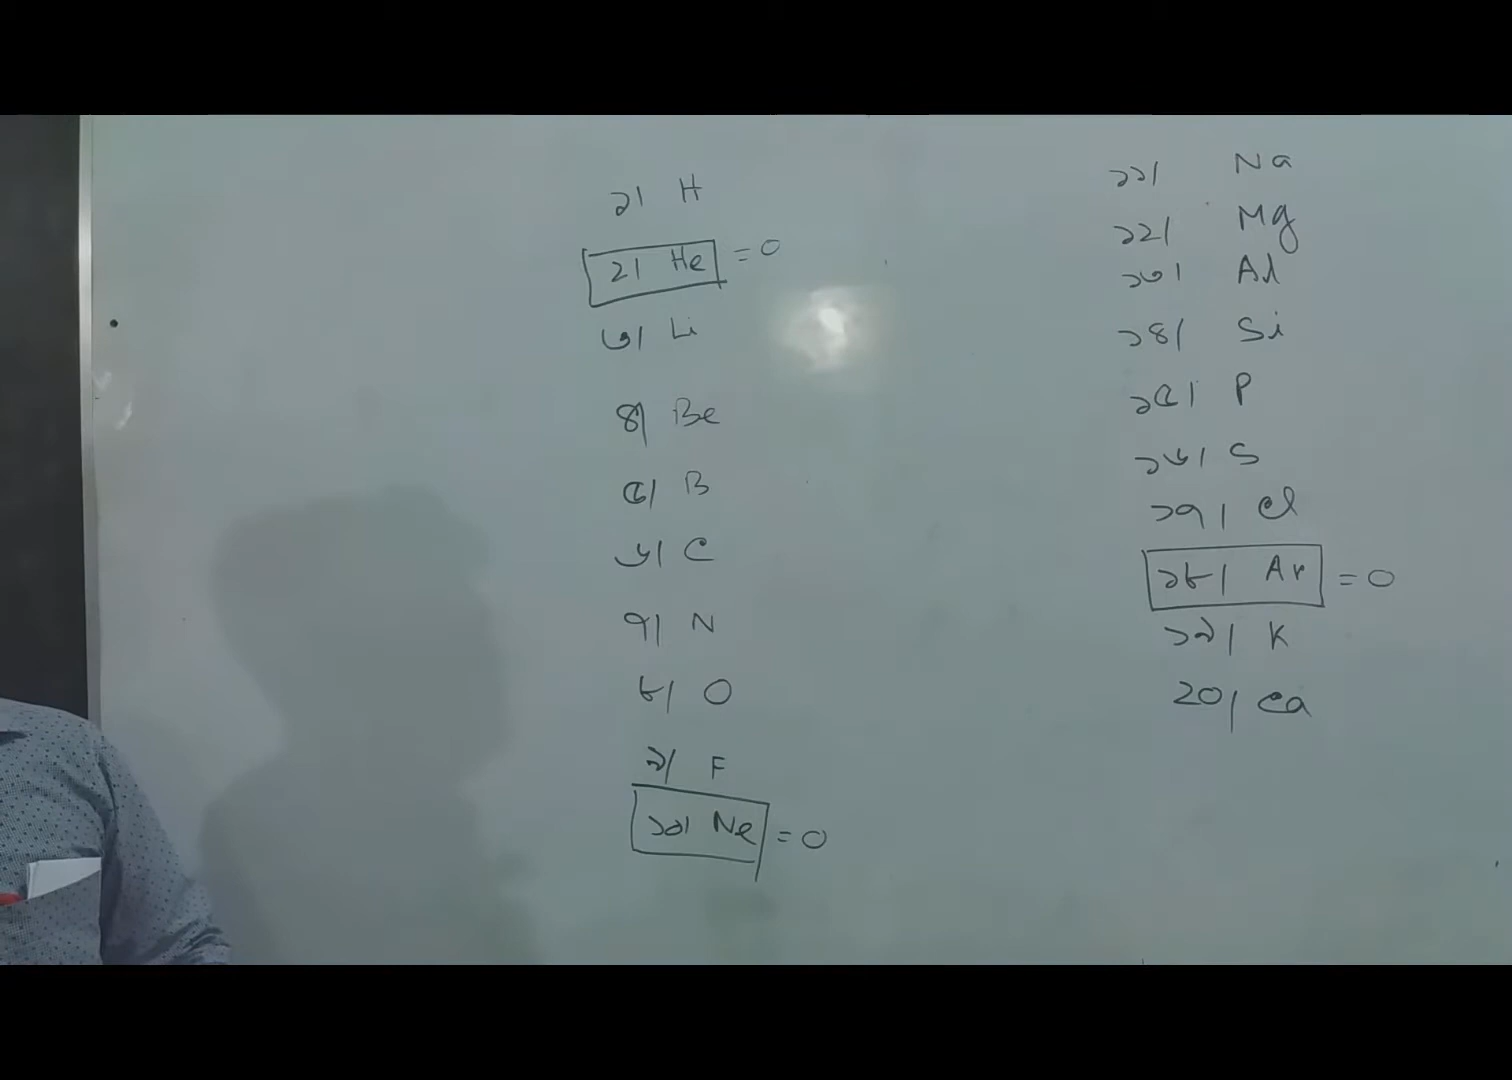 ১। H
২। He = 0
৩। Li
৪। Be
৫। B
৬। C
৭। N
৮। O
৯। F
১০। Ne = 0
১১। Na
১২। Mg
১৩। Al
১৪। Si
১৫। P
১৬। S
১৭। Cl
১৮। Ar = 0
১৯। K
২০। Ca